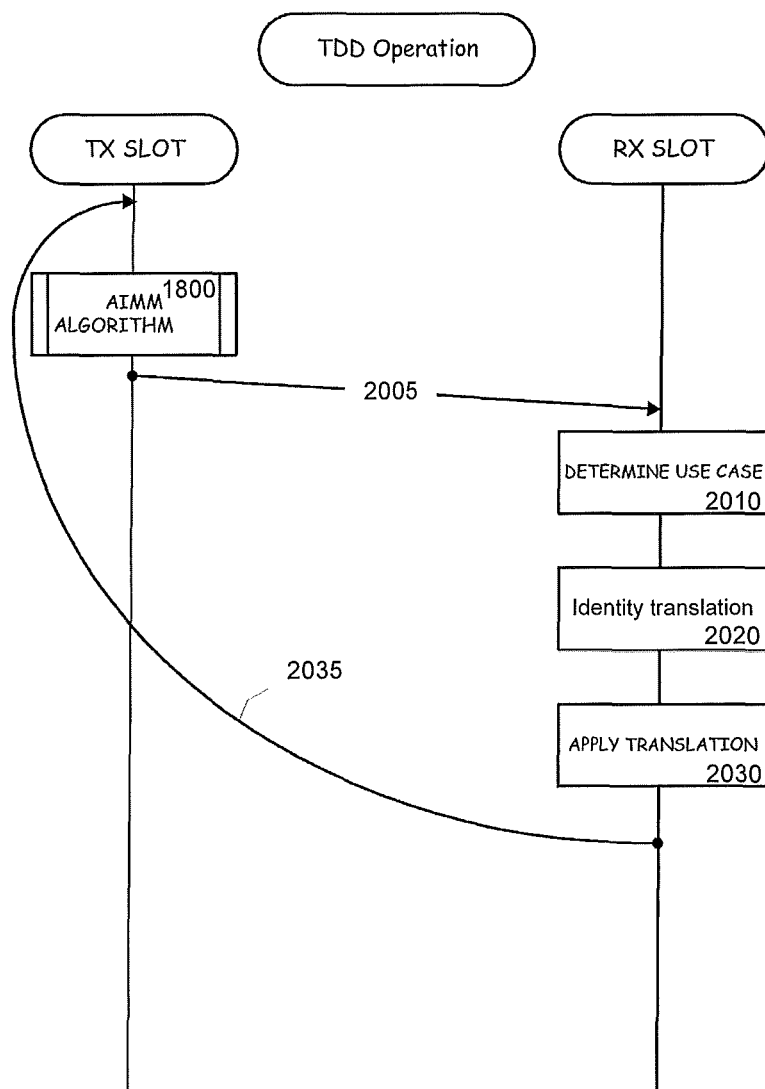 TDD Operation
TX SLOT
RX SLOT
1800
AIMM
ALGORITHM
2005
DETERMINE USE CASE
2010
Identity translation
2020
2035
APPLY TRANSLATION
2030